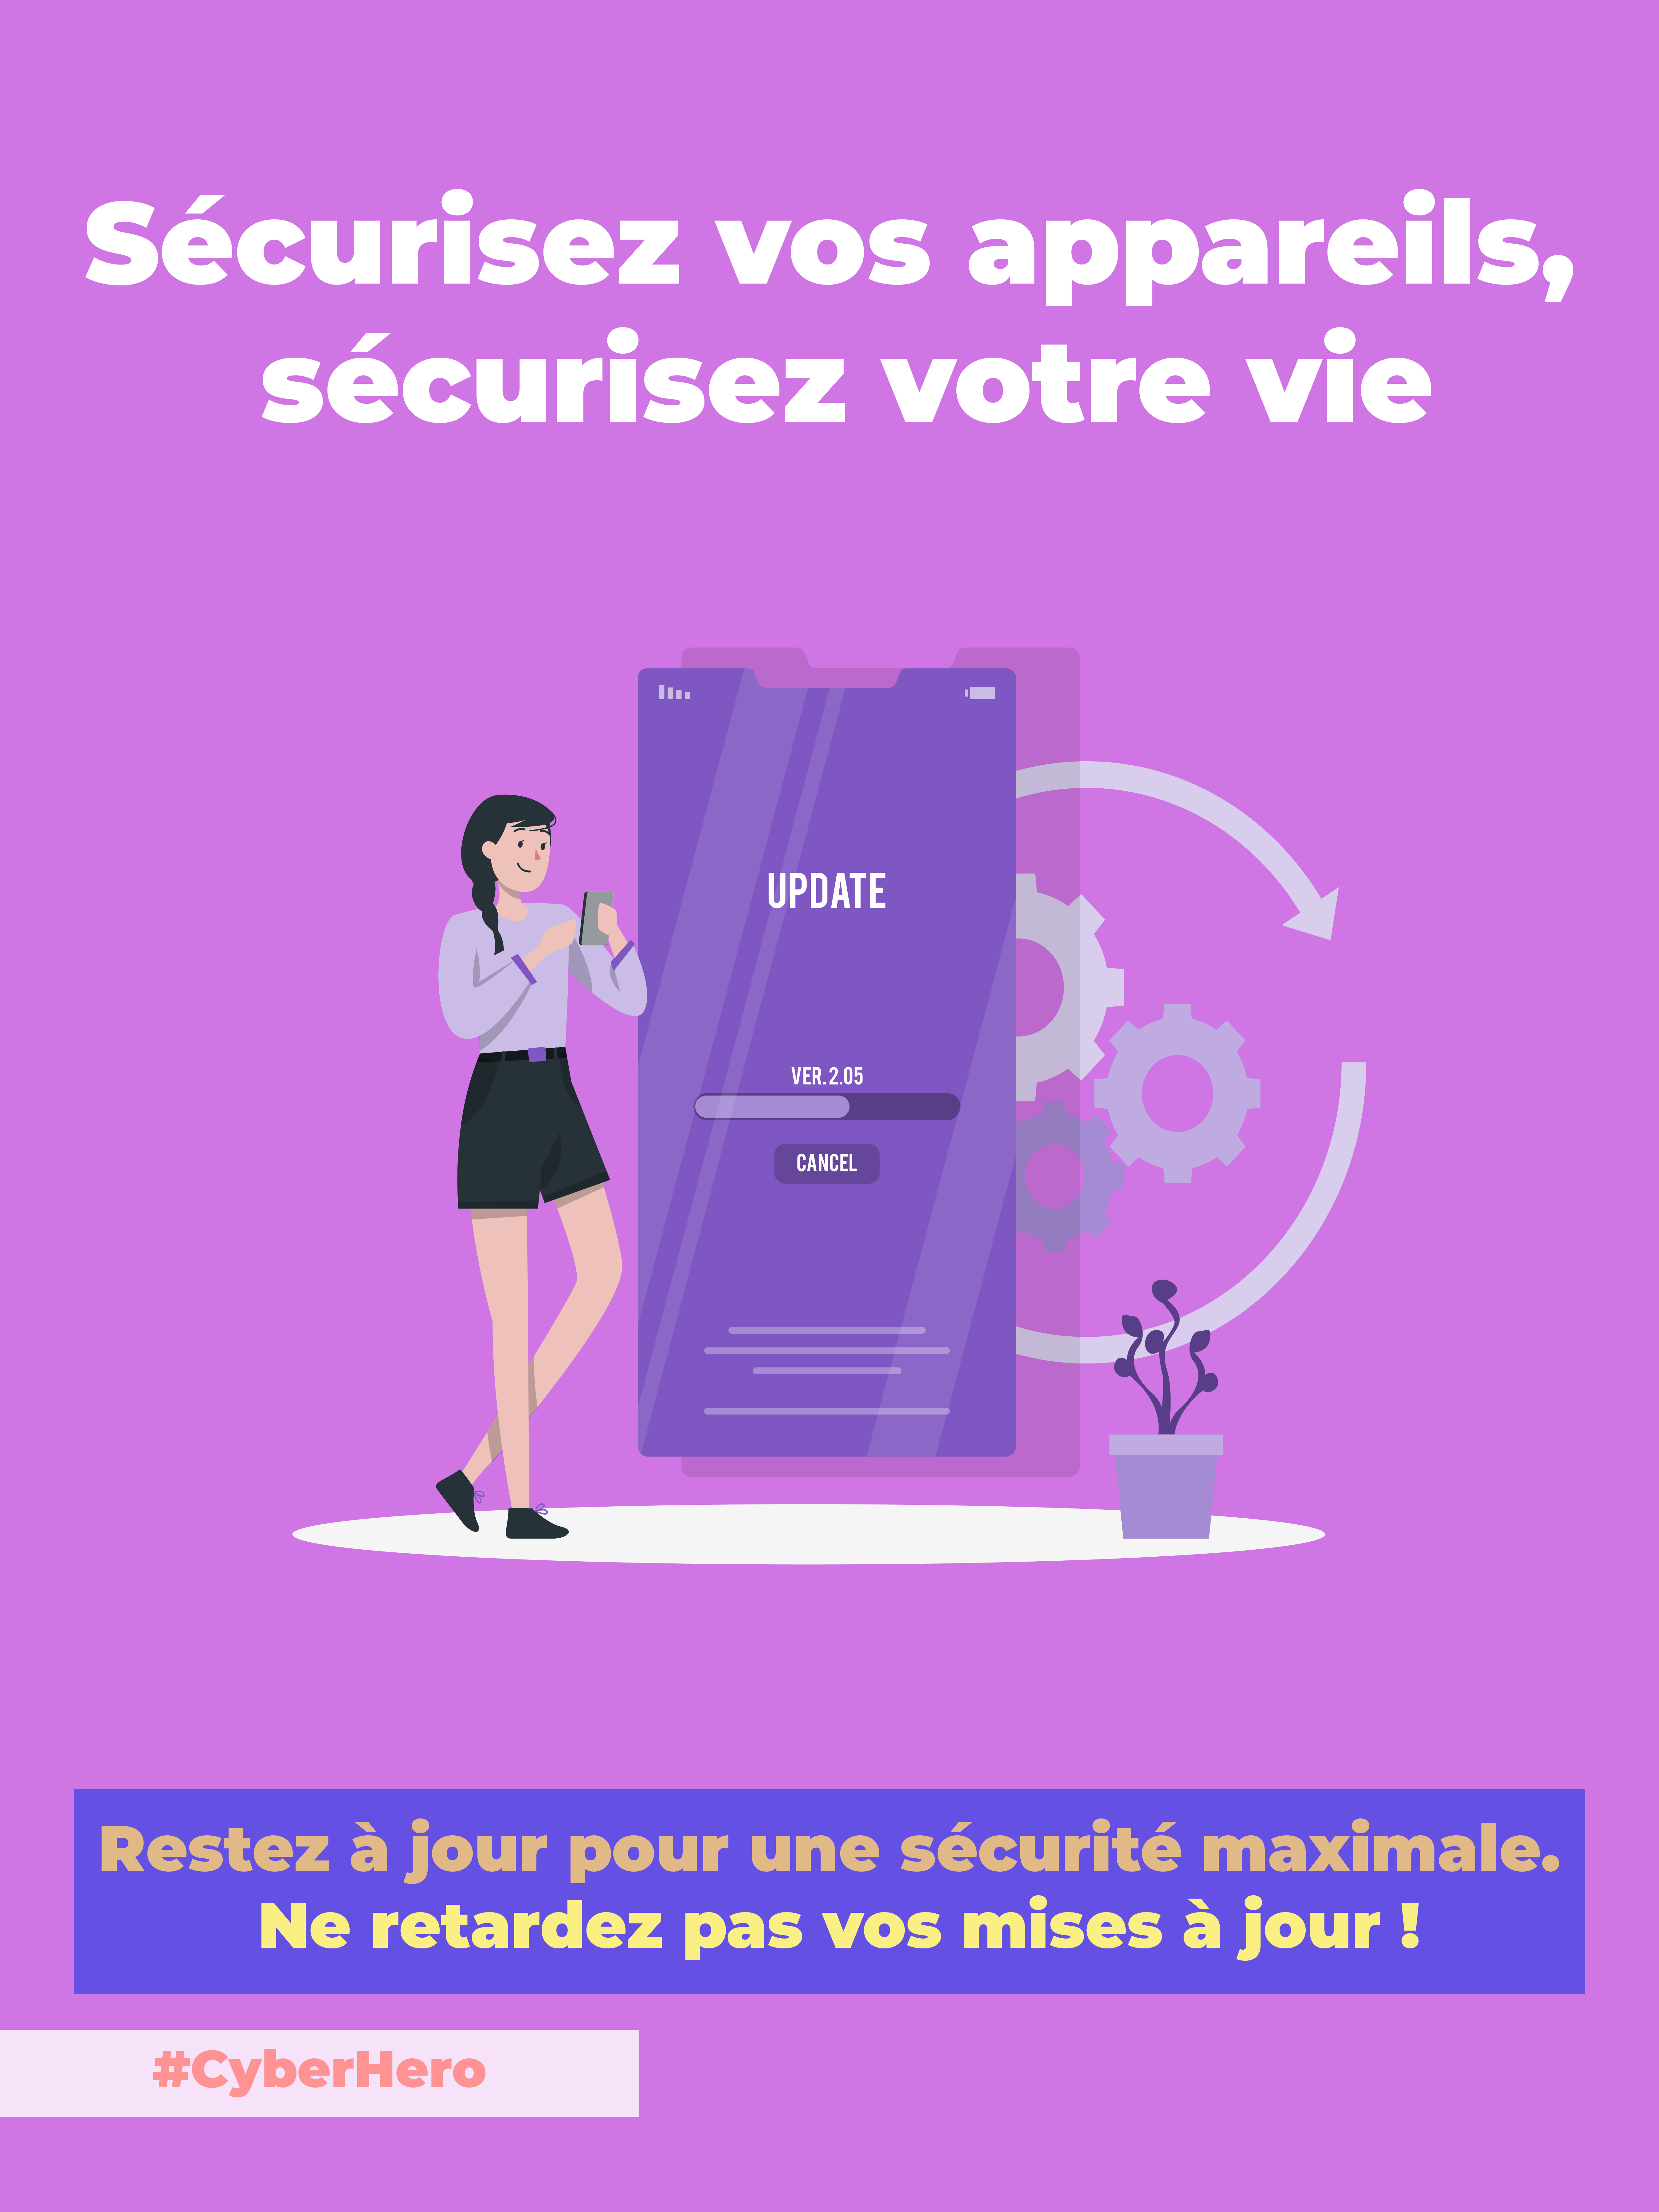 Sécurisez vos appareils,
sécurisez votre vie
UPDATE
VER. 2.05
CANCEL
Restez à jour pour une sécurité maximale.
Ne retardez pas vos mises à jour !
#CyberHero